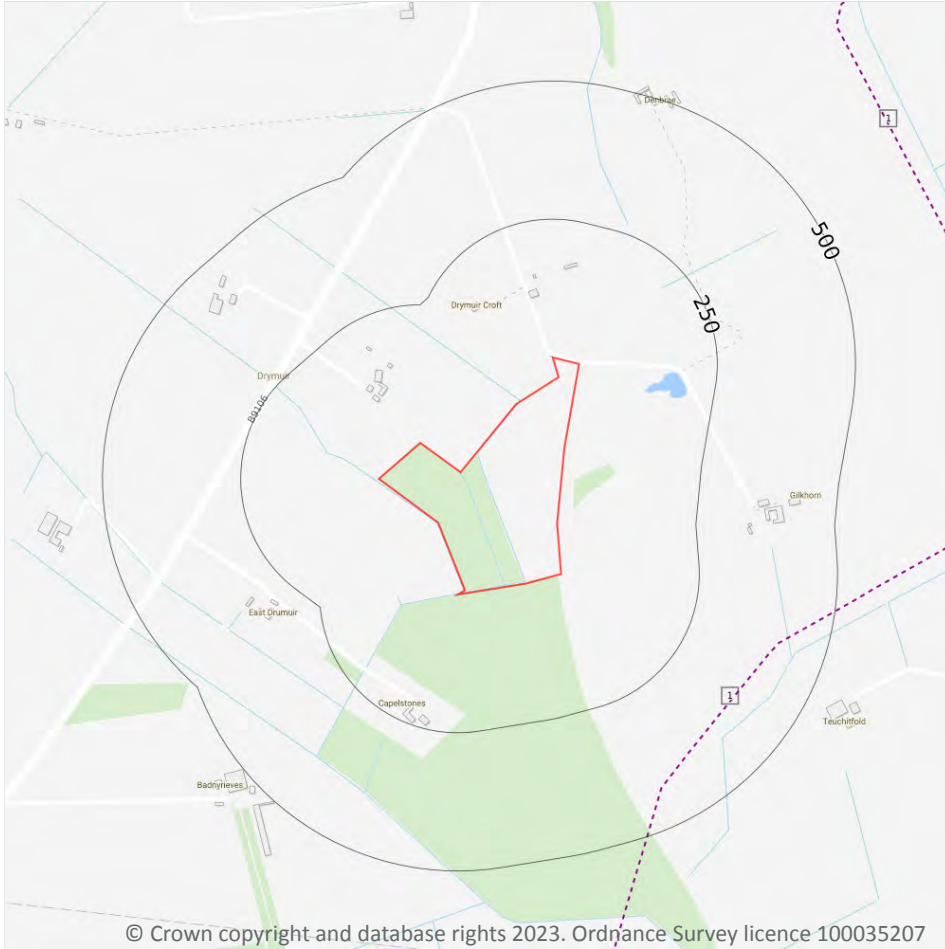 Denbrae
1
500
250
Drymuir Croft
Drymuir
B9106
Gilkhorn
East Drumuir
1
Capelstones
Teuchitfold
Badnyrieves
© Crown copyright and database rights 2023. Ordnance Survey licence 100035207